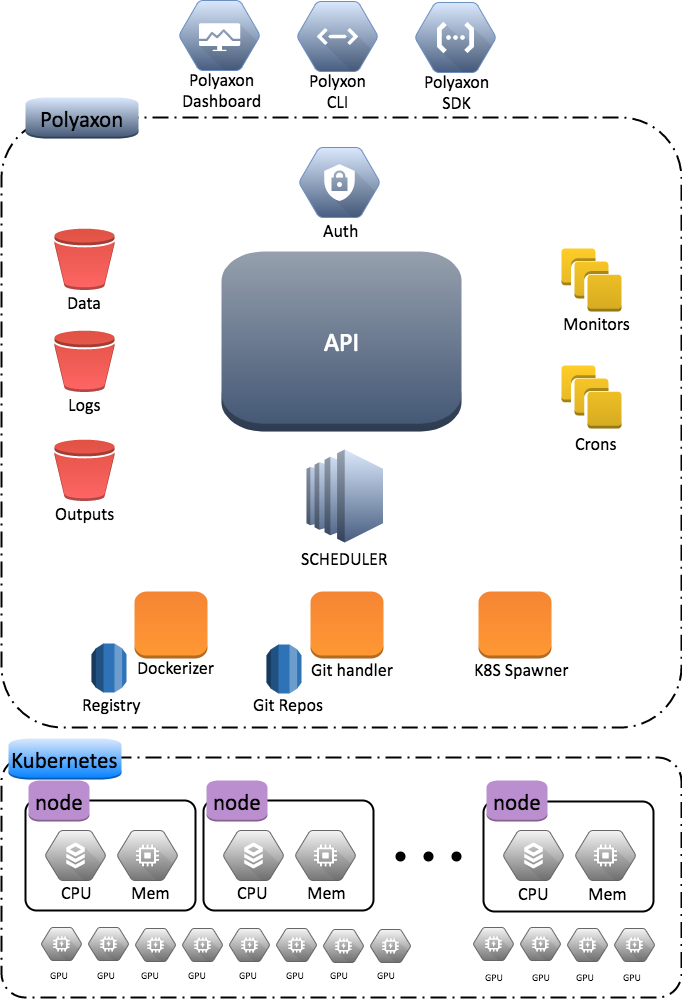 Polyaxon
Dashboard
Polyxon
CLI
Polyaxon
SDK
Polyaxon
Auth
Data
API
Monitors
Logs
Crons
Outputs
SCHEDULER
Dockerizer
Git handler
K8S Spawner
Registry
Git Repos
Kubernetes
node
node
node
CPU
Mem
CPU
Mem
CPU
Mem
GPU
GPU
GPU
GPU
GPU
GPU
GPU
GPU
GPU
GPU
GPU
GPU